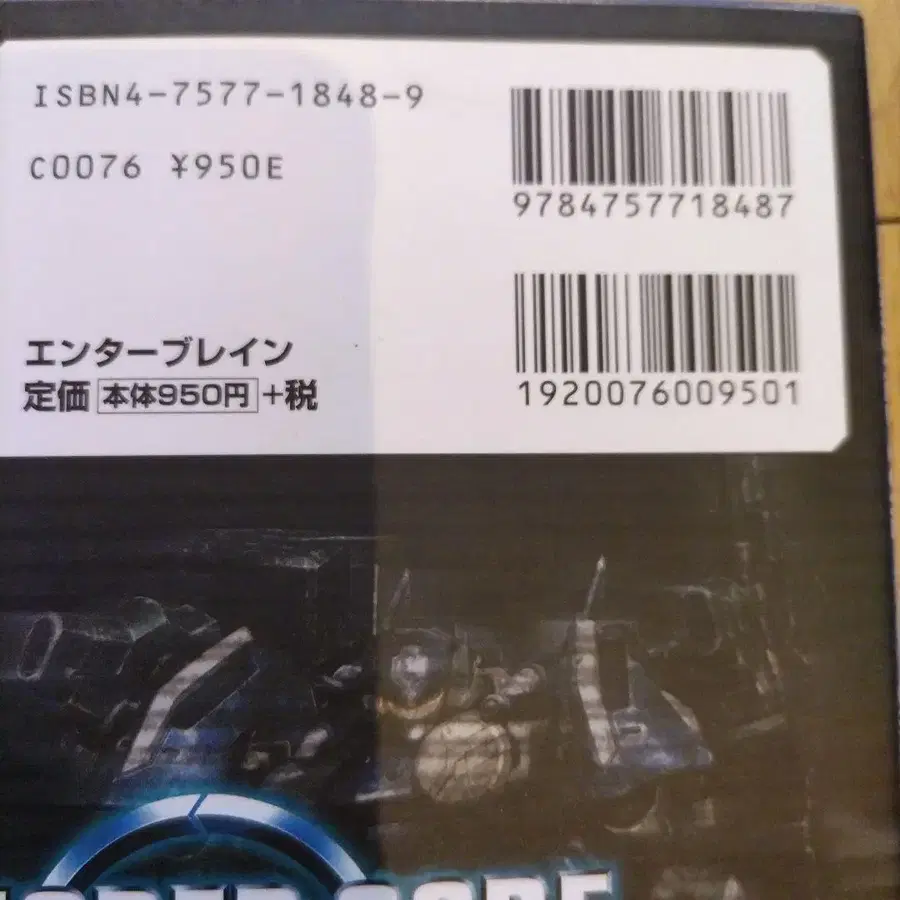 ISBN4-7577-1848-9
C0076 ¥950E
9784757718487
1920076009501
エンターブレイン
定価 本体950円 +税